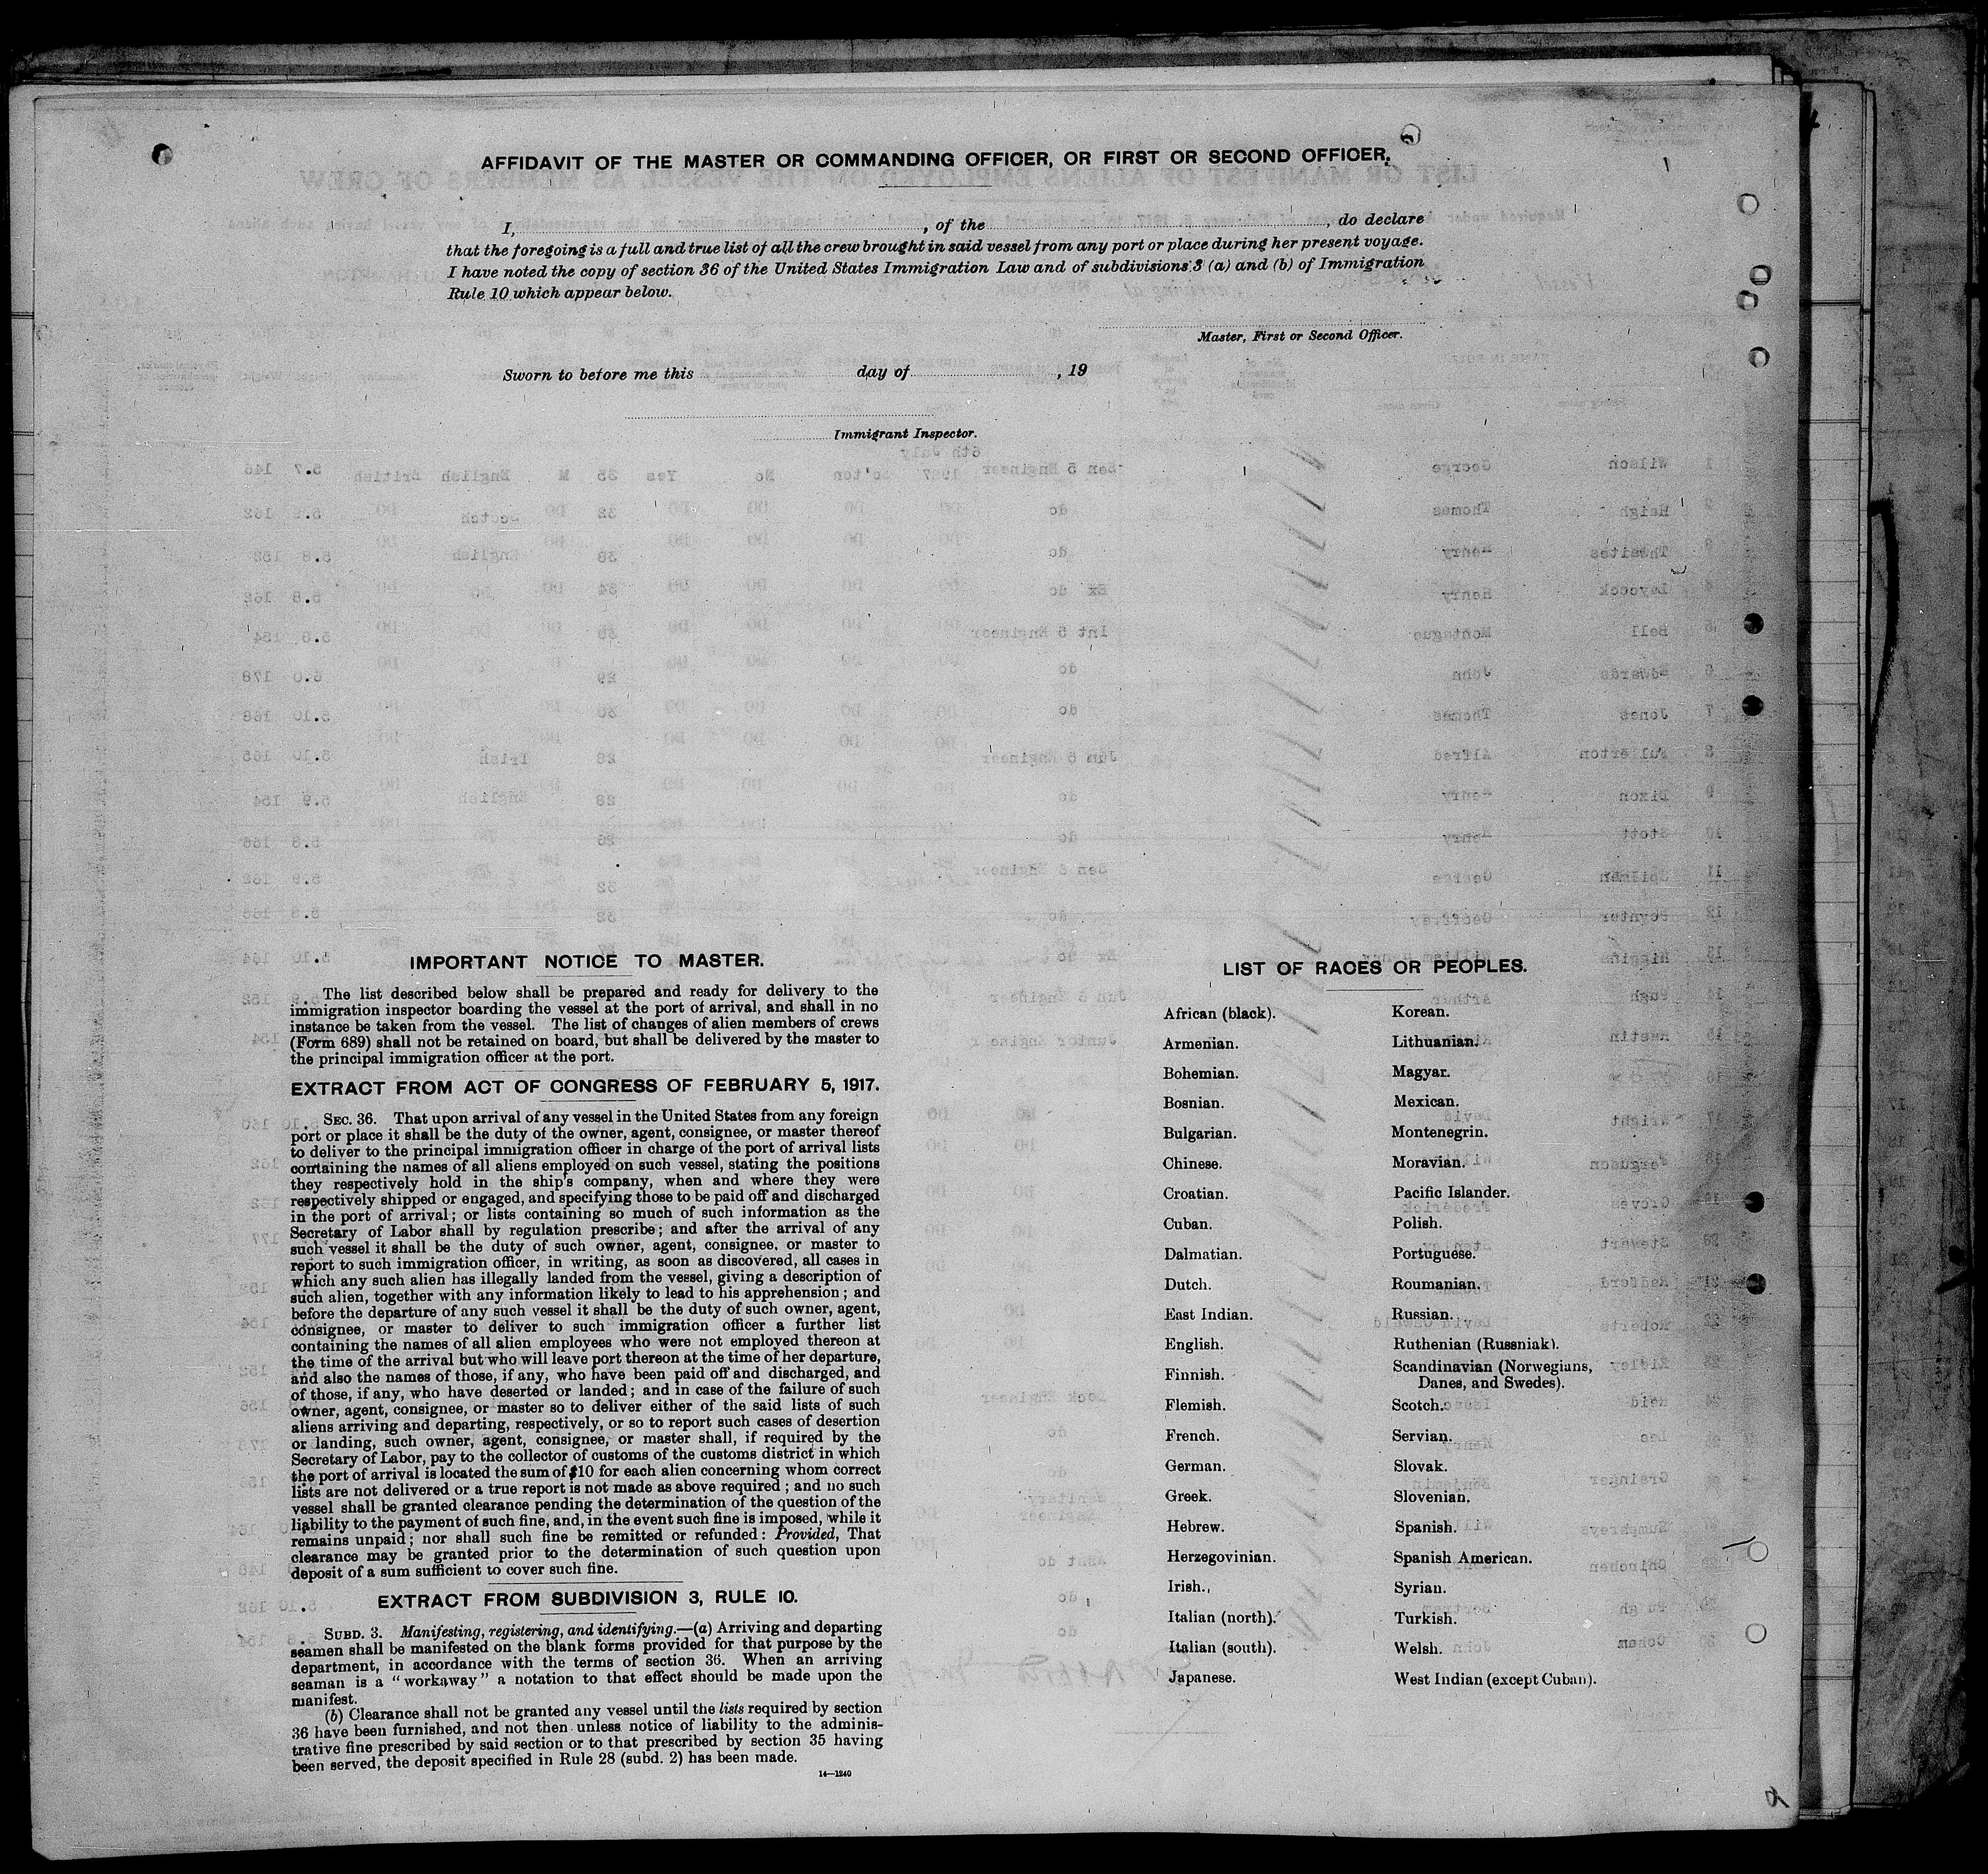 AFFIDAVIT OF THE MASTER OR COMMANDING OFFICER, OR FIRST OR SECOND OFFICER.
I, , of the , do declare
that the foregoing is a full and true list of all the crew brought in said vessel from any port or place during her present voyage.
I have noted the copy of section 36 of the United States Immigration Law and of subdivisions 3 (a) and (b) of Immigration
Rule 10 which appear below.
Master, First or Second Officer.
Sworn to before me this day of , 19
Immigrant Inspector.
IMPORTANT NOTICE TO MASTER.
The list described below shall be prepared and ready for delivery to the
immigration inspector boarding the vessel at the port of arrival, and shall in no
instance be taken from the vessel. The list of changes of alien members of crews
(Form 689) shall not be retained on board, but shall be delivered by the master to
the principal immigration officer at the port.
EXTRACT FROM ACT OF CONGRESS OF FEBRUARY 5, 1917.
SEC. 36. That upon arrival of any vessel in the United States from any foreign
port or place it shall be the duty of the owner, agent, consignee, or master thereof
to deliver to the principal immigration officer in charge of the port of arrival lists
containing the names of all aliens employed on such vessel, stating the positions
they respectively hold in the ship's company, when and where they were
respectively shipped or engaged, and specifying those to be paid off and discharged
in the port of arrival; or lists containing so much of such information as the
Secretary of Labor shall by regulation prescribe; and after the arrival of any
such vessel it shall be the duty of such owner, agent, consignee, or master to
report to such immigration officer, in writing, as soon as discovered, all cases in
which any such alien has illegally landed from the vessel, giving a description of
such alien, together with any information likely to lead to his apprehension; and
before the departure of any such vessel it shall be the duty of such owner, agent,
consignee, or master to deliver to such immigration officer a further list
containing the names of all alien employees who were not employed thereon at
the time of the arrival but who will leave port thereon at the time of her departure,
and also the names of those, if any, who have been paid off and discharged, and
of those, if any, who have deserted or landed; and in case of the failure of such
owner, agent, consignee, or master so to deliver either of the said lists of such
aliens arriving and departing, respectively, or so to report such cases of desertion
or landing, such owner, agent, consignee, or master shall, if required by the
Secretary of Labor, pay to the collector of customs of the customs district in which
the port of arrival is located the sum of $10 for each alien concerning whom correct
lists are not delivered or a true report is not made as above required; and no such
vessel shall be granted clearance pending the determination of the question of the
liability to the payment of such fine, and, in the event such fine is imposed, while it
remains unpaid; nor shall such fine be remitted or refunded: Provided, That
clearance may be granted prior to the determination of such question upon
deposit of a sum sufficient to cover such fine.
EXTRACT FROM SUBDIVISION 3, RULE 10.
SUBD. 3. Manifesting, registering, and identifying.—(a) Arriving and departing
seamen shall be manifested on the blank forms provided for that purpose by the
department, in accordance with the terms of section 36. When an arriving
seaman is a "workaway" a notation to that effect should be made upon the
manifest.
(b) Clearance shall not be granted any vessel until the lists required by section
36 have been furnished, and not then unless notice of liability to the adminis-
trative fine prescribed by said section or to that prescribed by section 35 having
been served, the deposit specified in Rule 28 (subd. 2) has been made.
14—1240
LIST OF RACES OR PEOPLES.
African (black).
Armenian.
Bohemian.
Bosnian.
Bulgarian.
Chinese.
Croatian.
Cuban.
Dalmatian.
Dutch.
East Indian.
English.
Finnish.
Flemish.
French.
German.
Greek.
Hebrew.
Herzegovinian.
Irish.
Italian (north).
Italian (south).
Japanese.
Korean.
Lithuanian.
Magyar.
Mexican.
Montenegrin.
Moravian.
Pacific Islander.
Polish.
Portuguese.
Roumanian.
Russian.
Ruthenian (Russniak).
Scandinavian (Norwegians,
Danes, and Swedes).
Scotch.
Servian.
Slovak.
Slovenian.
Spanish.
Spanish American.
Syrian.
Turkish.
Welsh.
West Indian (except Cuban).